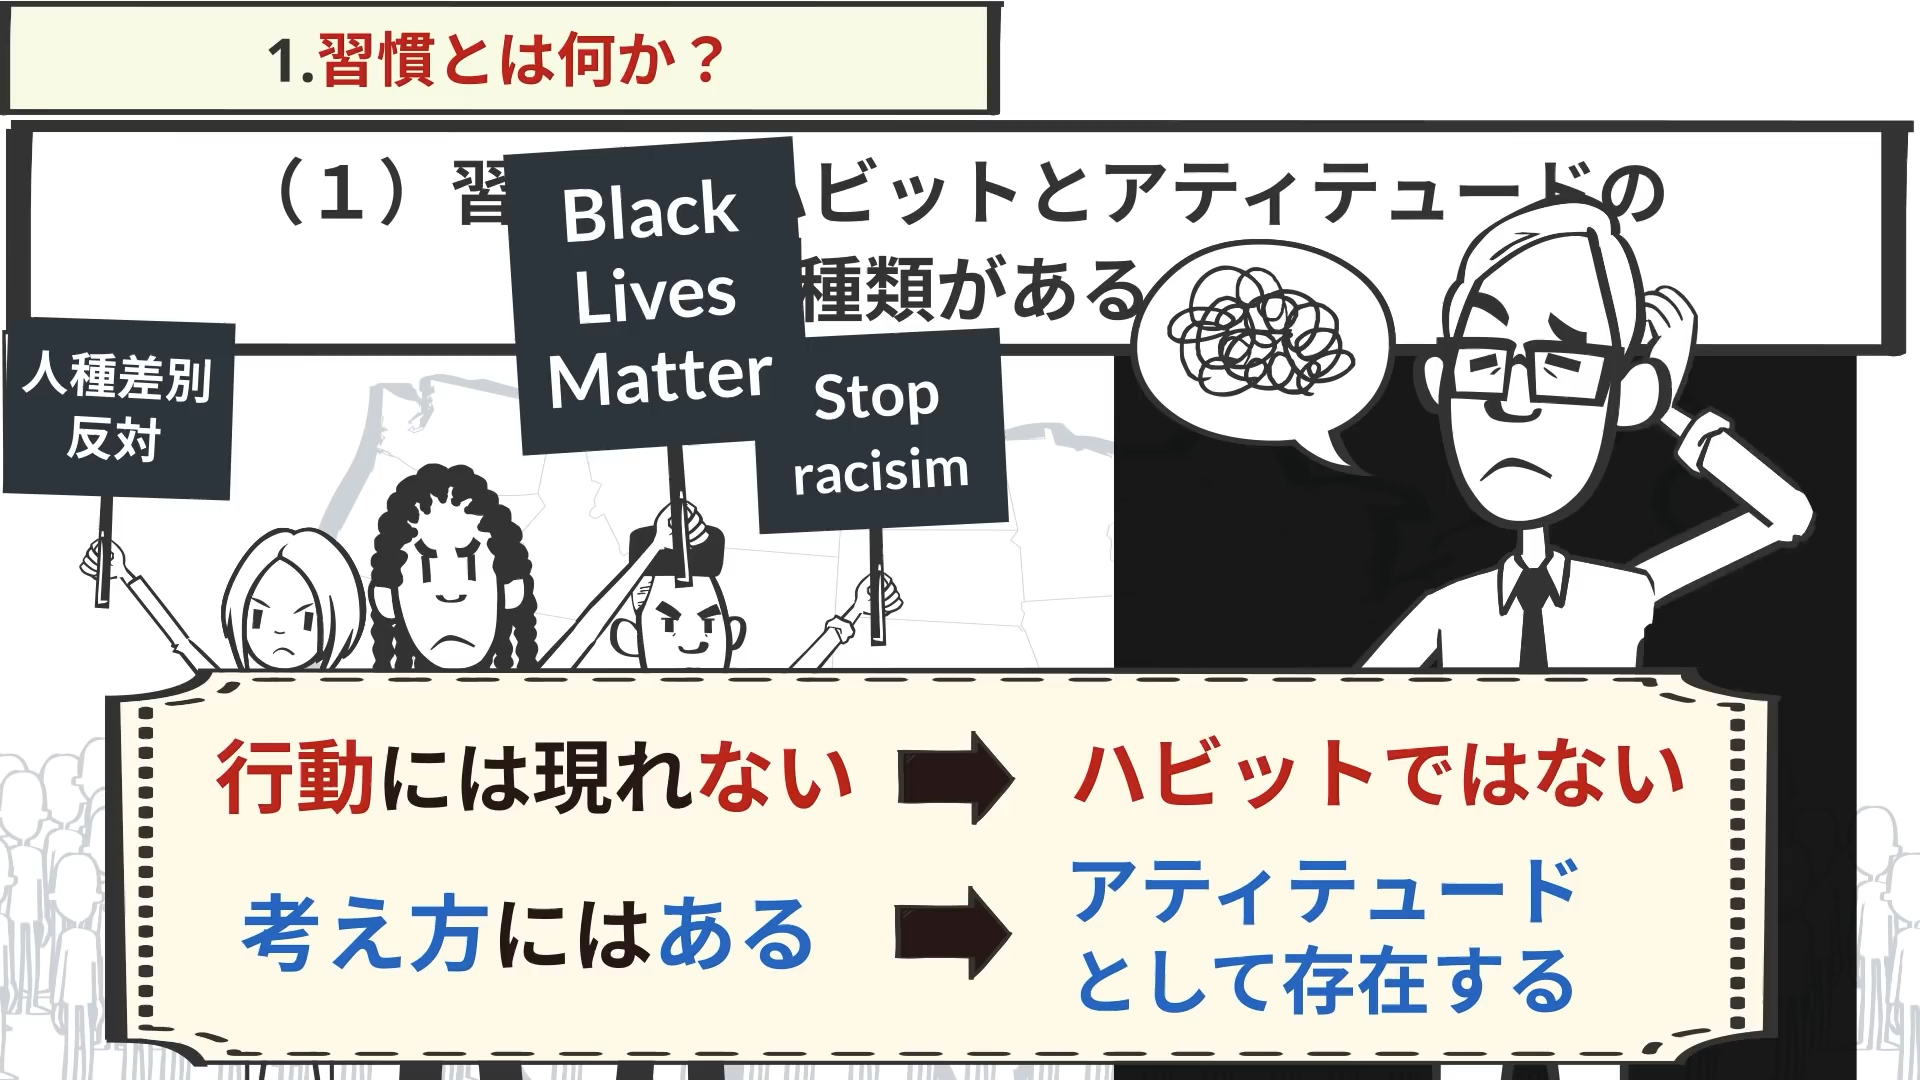 1.習慣とは何か？
（１）習 ビットとアティテュードの
種類がある
Black
Lives
Matter
人種差別
反対
Stop
racisim
行動には現れない ハビットではない
考え方にはある アティテュード
として存在する